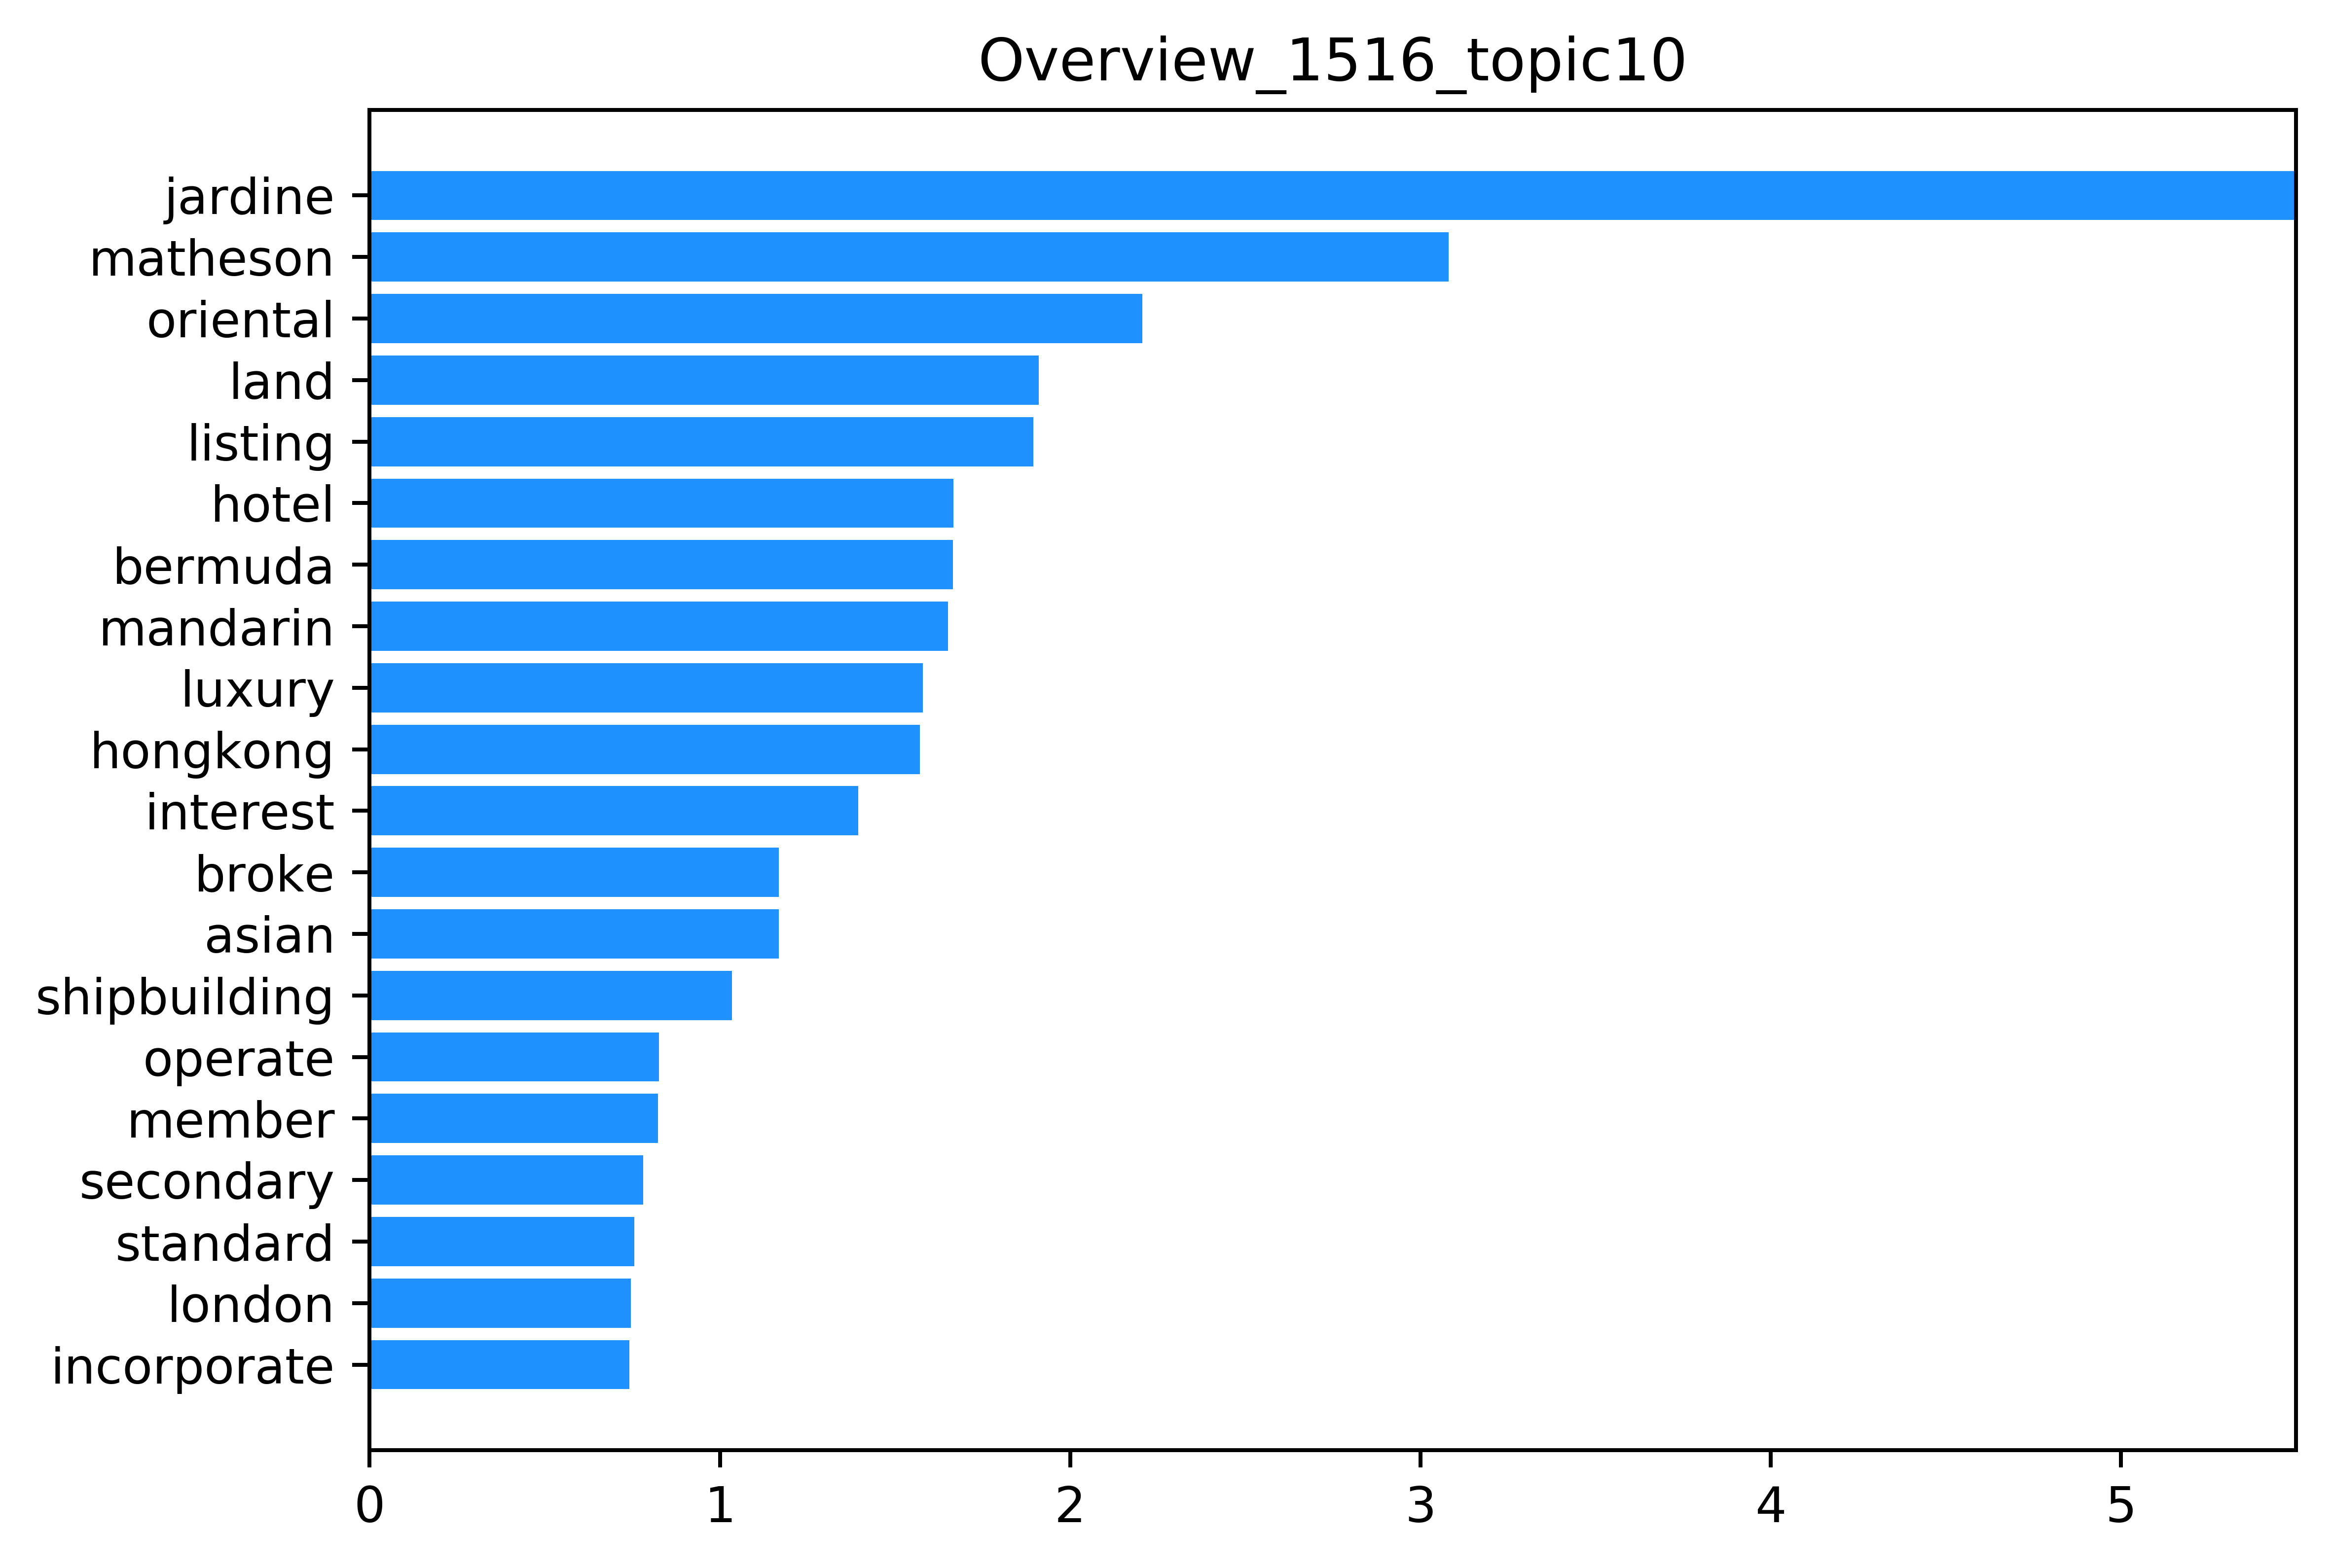 Overview_1516_topic10
jardine
matheson
oriental
land
listing
hotel
bermuda
mandarin
luxury
hongkong
interest
broke
asian
shipbuilding
operate
member
secondary
standard
london
incorporate
0 1 2 3 4 5